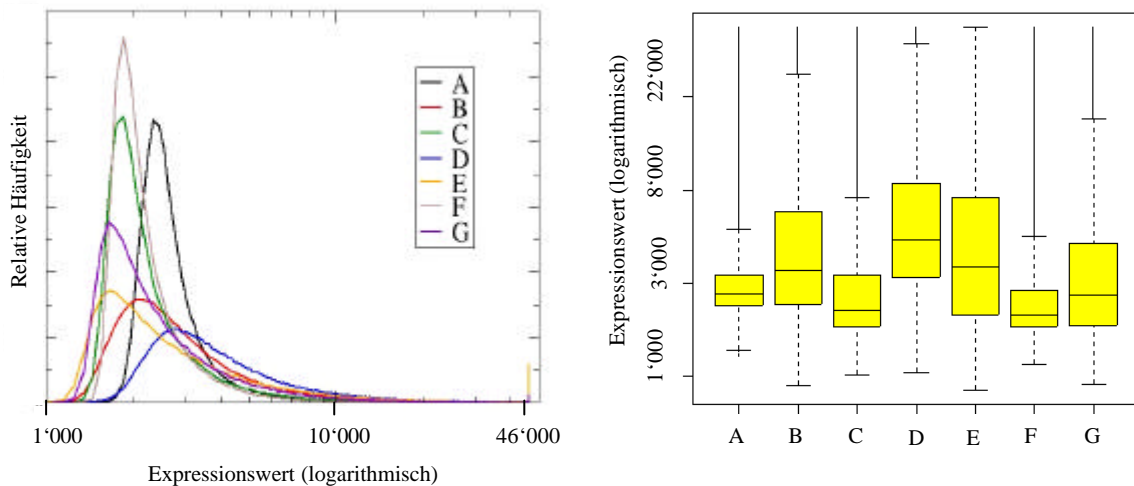 Relative Häufigkeit
A
B
C
D
E
F
G
1‘000
10‘000
46‘000
Expressionswert (logarithmisch)
Expressionswert (logarithmisch)
22‘000
8‘000
3‘000
1‘000
A
B
C
D
E
F
G